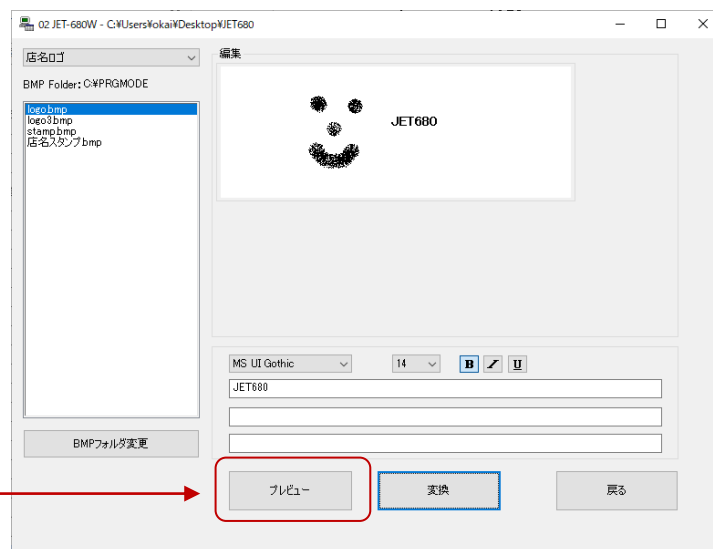 02 JET-680W - C:¥Users¥okai¥Desktop¥JET680
店名ロゴ
BMP Folder: C:¥PRGMODE
logo.bmp
logo3.bmp
stamp.bmp
店名スタンプ.bmp
BMPフォルダ変更
編集
JET680
MS UI Gothic
14
B I U
JET680
プレビュー
変換
戻る